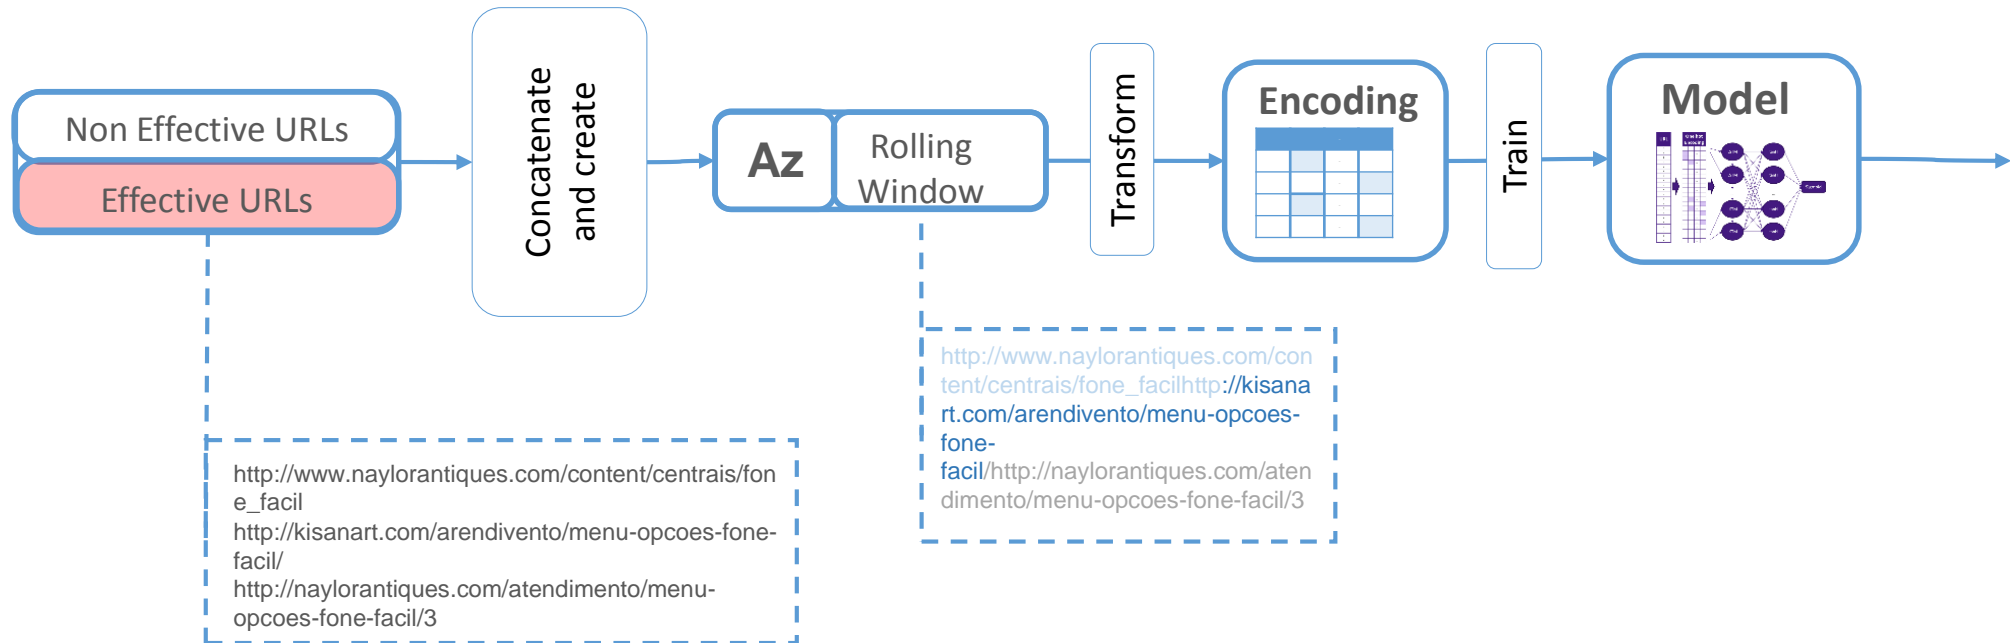 Non Effective URLs
Effective URLs
Concatenate
and create
Az
Rolling
Window
Transform
Encoding
Train
Model
http://www.naylorantiques.com/content/centrais/fon
e_facil
http://kisanart.com/arendivento/menu-opcoes-fone-
facil/
http://naylorantiques.com/atendimento/menu-
opcoes-fone-facil/3
http://www.naylorantiques.com/con
tent/centrais/fone_facilhttp://kisana
rt.com/arendivento/menu-opcoes-
fone-
facil/http://naylorantiques.com/aten
dimento/menu-opcoes-fone-facil/3